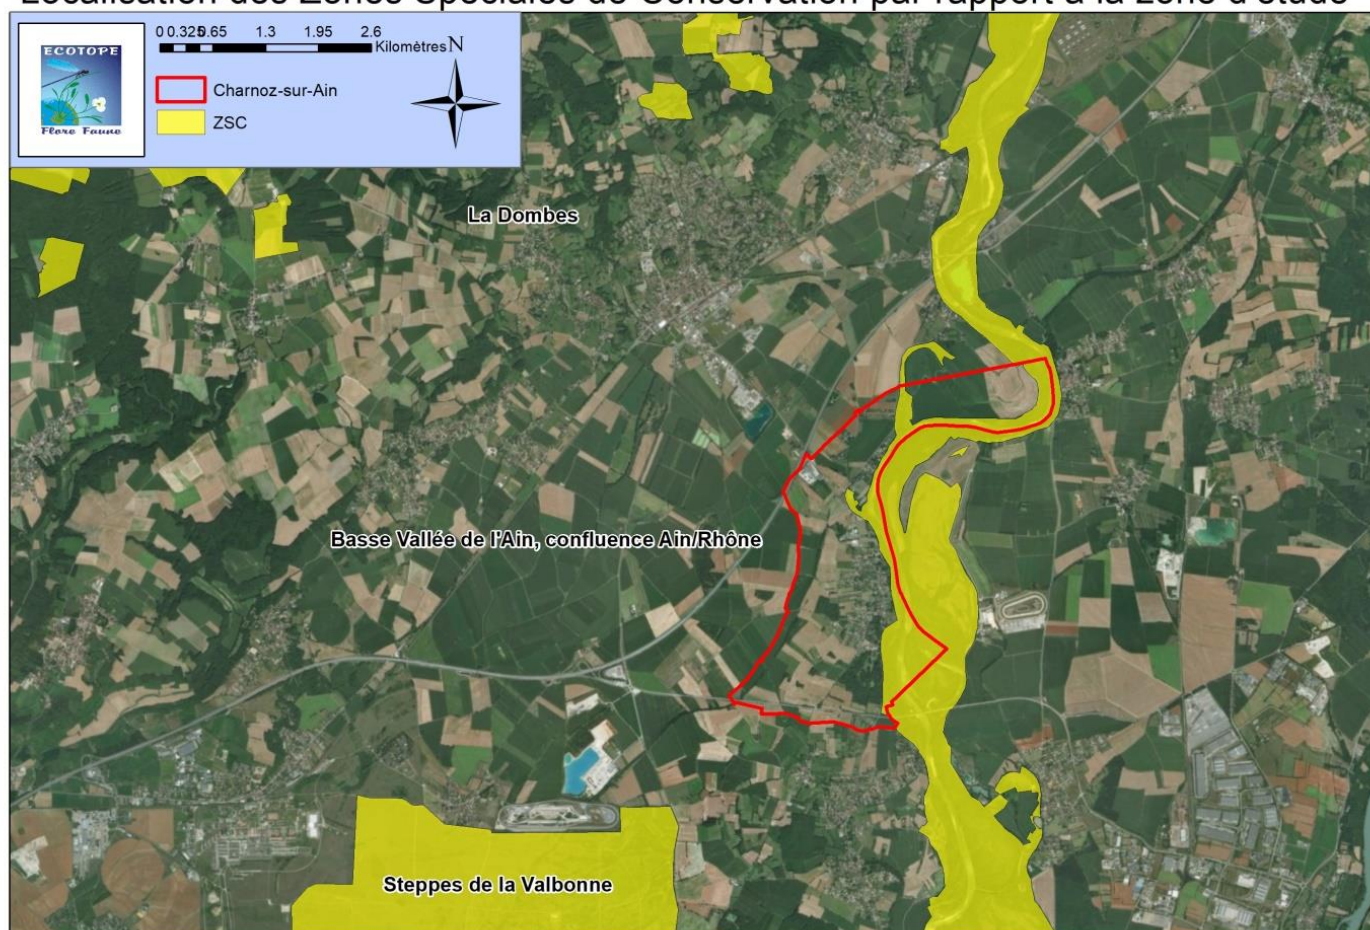 Localisation des Zones Spéciales de Conservation par rapport à la zone d'étude
ECOTOPE
Flore Faune
0 0.325 0.65 1.3 1.95 2.6
Kilomètres
N
Charnoz-sur-Ain
ZSC
La Dombes
Basse Vallée de l'Ain, confluence Ain/Rhône
Steppes de la Valbonne